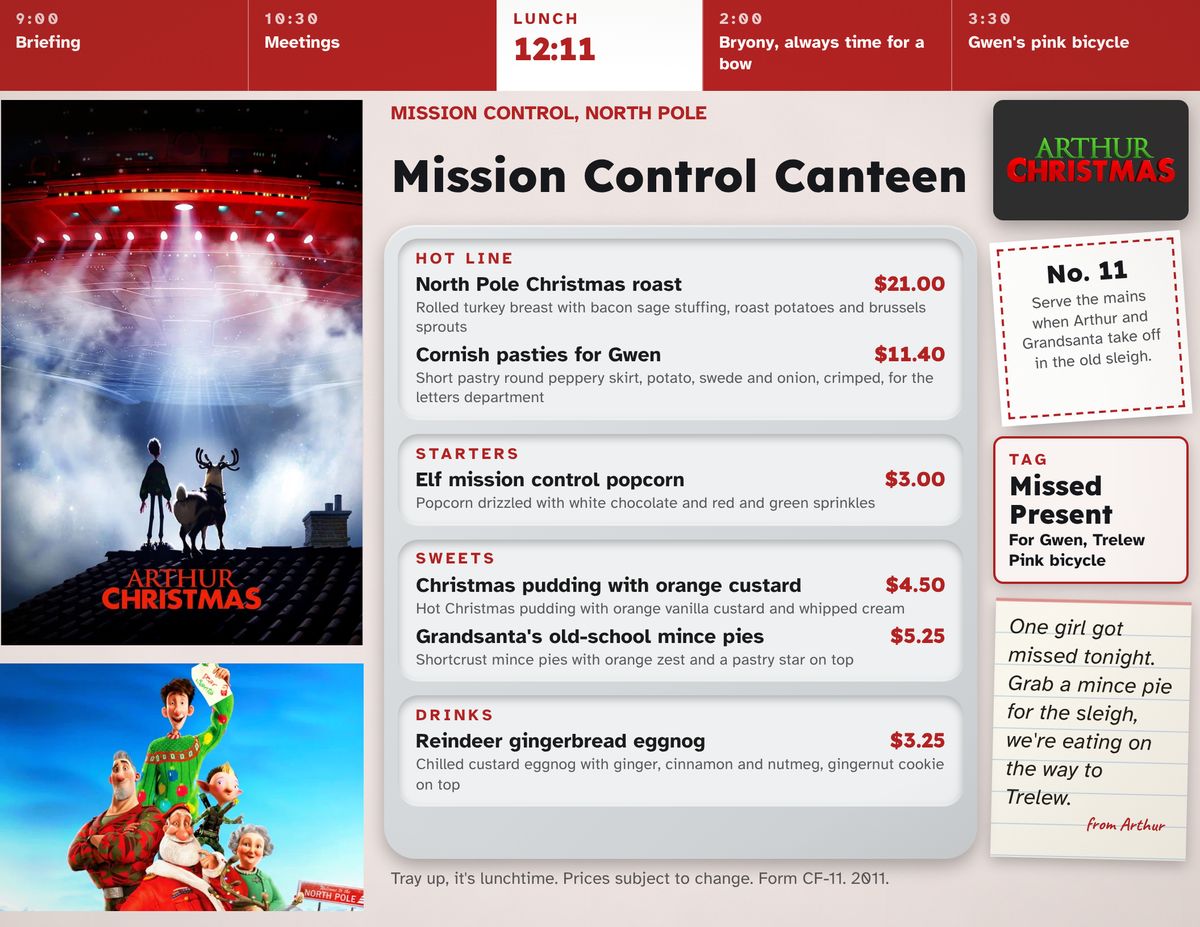 9:00
Briefing
10:30
Meetings
LUNCH
12:11
2:00
Bryony, always time for a
bow
3:30
Gwen's pink bicycle
ARTHUR
CHRISTMAS
Santa
Welcome to the
NORTH POLE
MISSION CONTROL, NORTH POLE
Mission Control Canteen
HOT LINE
North Pole Christmas roast $21.00
Rolled turkey breast with bacon sage stuffing, roast potatoes and brussels
sprouts
Cornish pasties for Gwen $11.40
Short pastry round peppery skirt, potato, swede and onion, crimped, for the
letters department
STARTERS
Elf mission control popcorn $3.00
Popcorn drizzled with white chocolate and red and green sprinkles
SWEETS
Christmas pudding with orange custard $4.50
Hot Christmas pudding with orange vanilla custard and whipped cream
Grandsanta's old-school mince pies $5.25
Shortcrust mince pies with orange zest and a pastry star on top
DRINKS
Reindeer gingerbread eggnog $3.25
Chilled custard eggnog with ginger, cinnamon and nutmeg, gingernut cookie
on top
Tray up, it's lunchtime. Prices subject to change. Form CF-11. 2011.
ARTHUR
CHRISTMAS
No. 11
Serve the mains
when Arthur and
Grandsanta take off
in the old sleigh.
TAG
Missed
Present
For Gwen, Trelew
Pink bicycle
One girl got
missed tonight.
Grab a mince pie
for the sleigh,
we're eating on
the way to
Trelew.
from Arthur